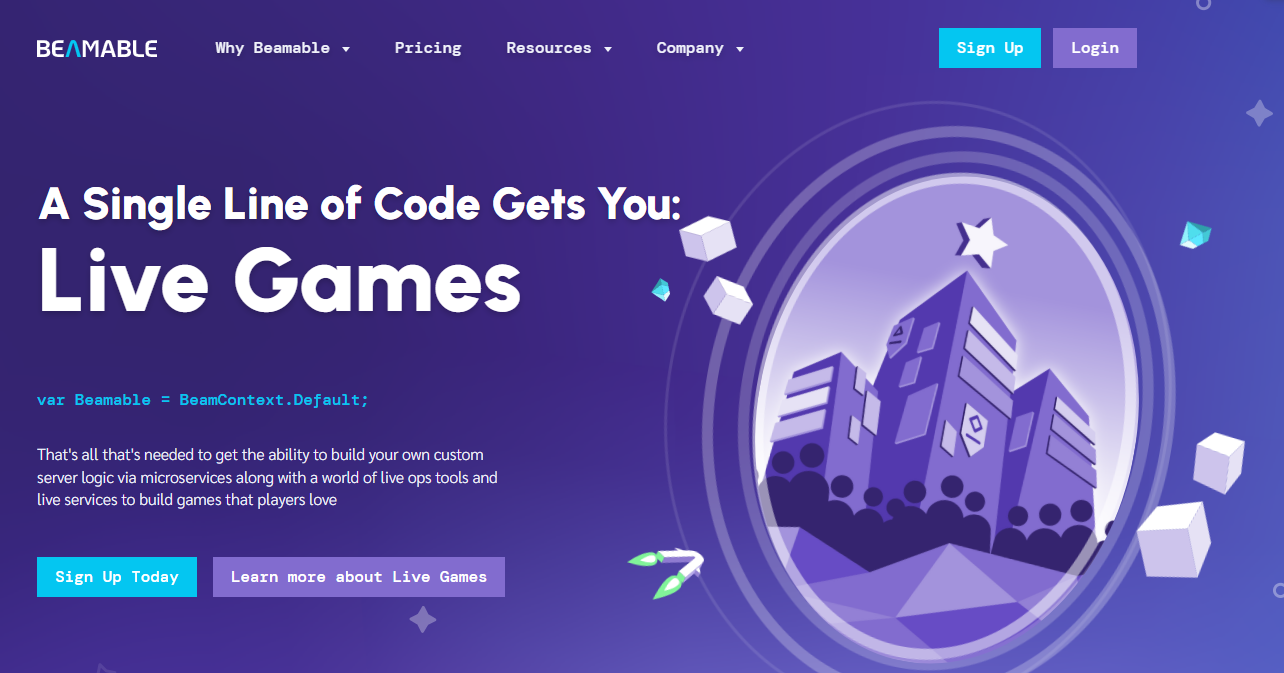 BEAMABLE
Why Beamable
Pricing
Resources
Company
Sign Up
Login
A Single Line of Code Gets You:
Live Games
var Beamable = BeamContext.Default;
That's all that's needed to get the ability to build your own custom
server logic via microservices along with a world of live ops tools and
live services to build games that players love
Sign Up Today
Learn more about Live Games